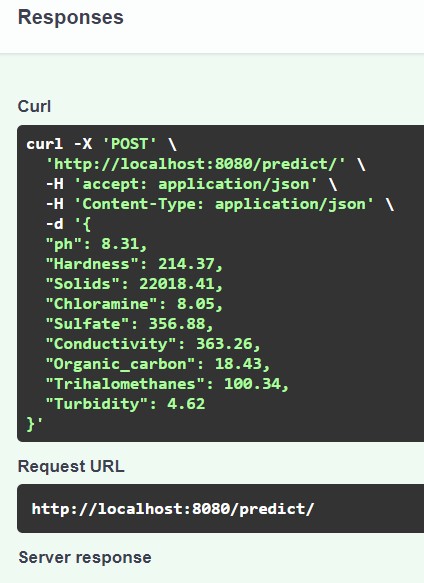 Responses
Curl
curl -X 'POST' \
  'http://localhost:8080/predict/' \
  -H 'accept: application/json' \
  -H 'Content-Type: application/json' \
  -d '{
  "ph": 8.31,
  "Hardness": 214.37,
  "Solids": 22018.41,
  "Chloramine": 8.05,
  "Sulfate": 356.88,
  "Conductivity": 363.26,
  "Organic_carbon": 18.43,
  "Trihalomethanes": 100.34,
  "Turbidity": 4.62
}'
Request URL
http://localhost:8080/predict/
Server response